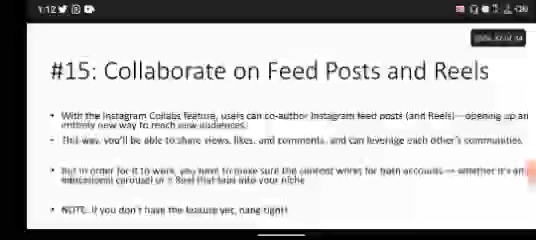 1:12
#15: Collaborate on Feed Posts and Reels
• With the Instagram Collabs feature, users can co-author Instagram feed posts (and Reels)—opening up an
entirely new way to reach new audiences.
• This way, you'll be able to share views, likes, and comments, and can leverage each other's communities.
• But in order for it to work, you have to make sure the content works for both accounts — whether it's an
educational carousel or a Reel that taps into your niche
• NOTE: If you don't have the feature yet, hang tight!